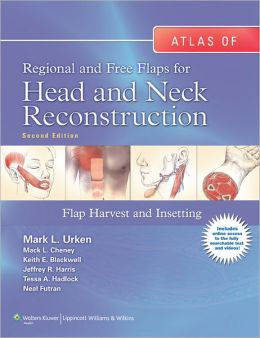 ATLAS OF
Regional and Free Flaps for
Head and Neck
Reconstruction
Second Edition
Flap Harvest and Insetting
Mark L. Urken
Mack L. Cheney
Keith E. Blackwell
Jeffrey R. Harris
Tessa A. Hadlock
Neal Futran
Includes
online access to
the fully
searchable text
and videos!
Wolters Kluwer
Health
Lippincott Williams & Wilkins